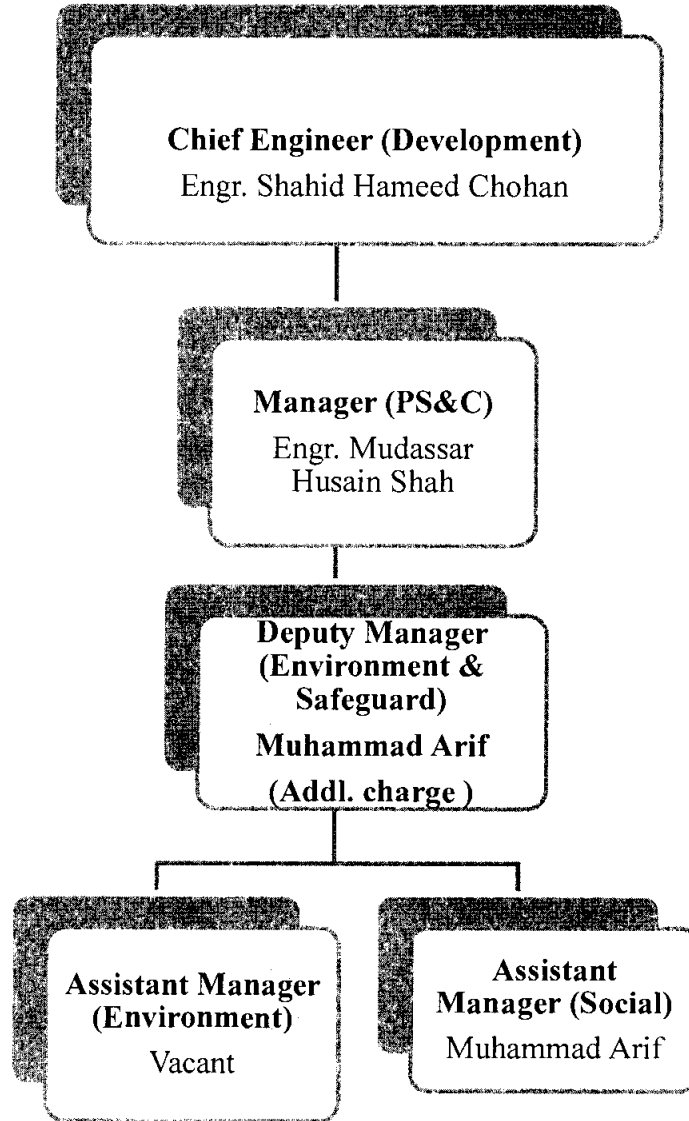 Chief Engineer (Development)
Engr. Shahid Hameed Chohan
Manager (PS&C)
Engr. Mudassar
Husain Shah
Deputy Manager
(Environment &
Safeguard)
Muhammad Arif
(Addl. charge )
Assistant Manager
(Environment)
Vacant
Assistant
Manager (Social)
Muhammad Arif